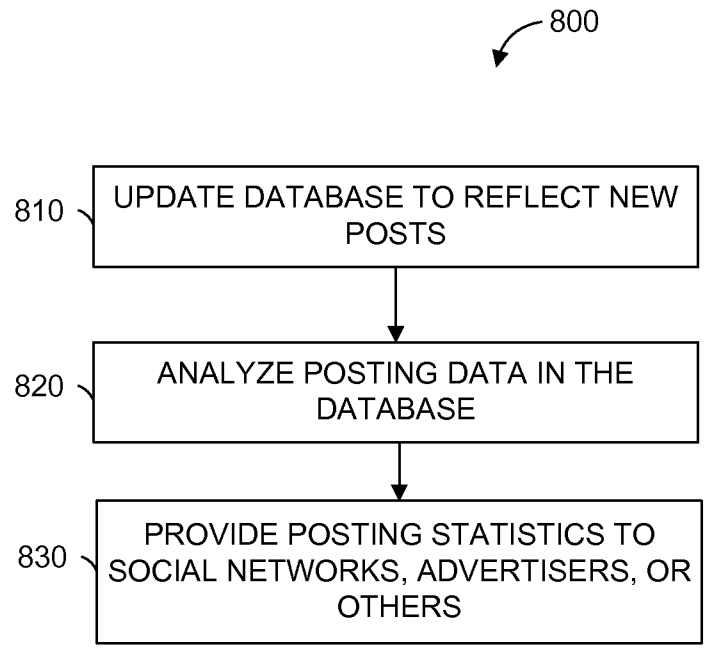 800
810
UPDATE DATABASE TO REFLECT NEW
POSTS
820
ANALYZE POSTING DATA IN THE
DATABASE
830
PROVIDE POSTING STATISTICS TO
SOCIAL NETWORKS, ADVERTISERS, OR
OTHERS